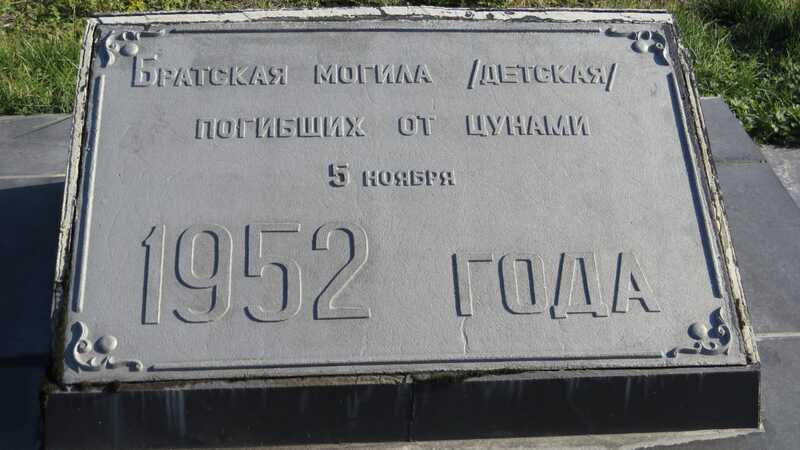 Братская могила /детская/
погибших от цунами
5 ноября
1952 года